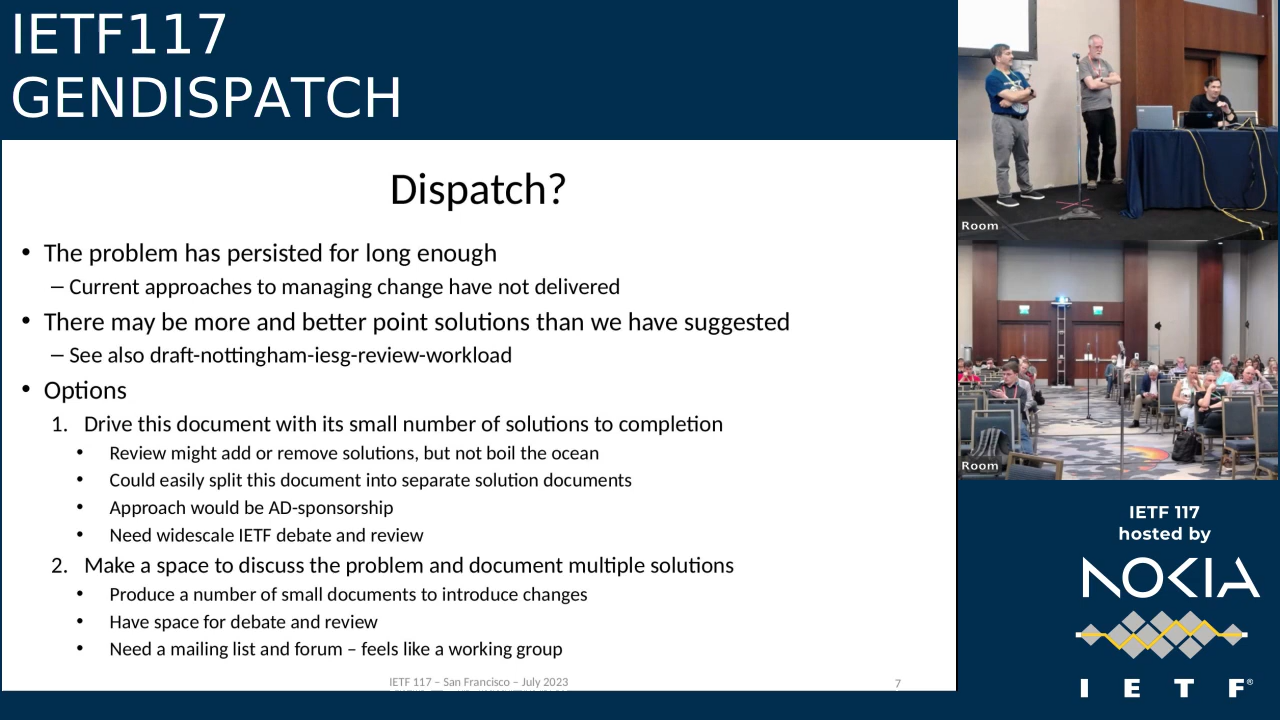 IETF117
GENDISPATCH
Dispatch?
• The problem has persisted for long enough
– Current approaches to managing change have not delivered
• There may be more and better point solutions than we have suggested
– See also draft-nottingham-iesg-review-workload
• Options
1. Drive this document with its small number of solutions to completion
• Review might add or remove solutions, but not boil the ocean
• Could easily split this document into separate solution documents
• Approach would be AD-sponsorship
• Need widescale IETF debate and review
2. Make a space to discuss the problem and document multiple solutions
• Produce a number of small documents to introduce changes
• Have space for debate and review
• Need a mailing list and forum – feels like a working group
IETF 117 – San Francisco – July 2023
7
Room
Room
IETF 117
hosted by
NOKIA
IETF®